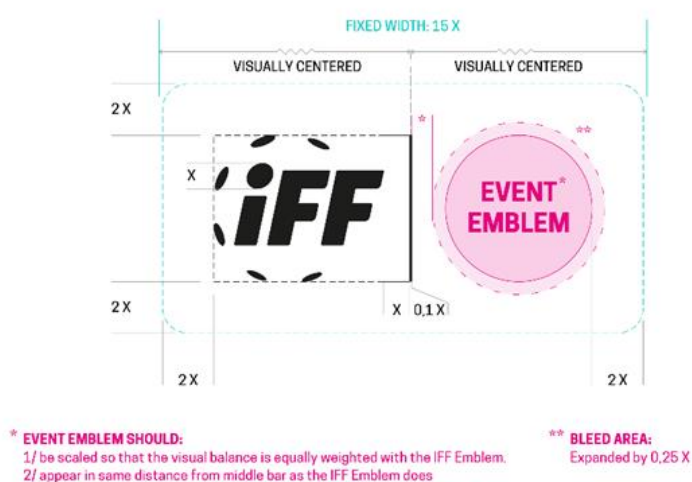 FIXED WIDTH: 15 X
VISUALLY CENTERED
VISUALLY CENTERED
2 X
*
**
X
iFF
EVENT*
EMBLEM
2 X
X
0,1 X
2 X
2 X
* EVENT EMBLEM SHOULD:
1/ be scaled so that the visual balance is equally weighted with the IFF Emblem.
2/ appear in same distance from middle bar as the IFF Emblem does
** BLEED AREA:
Expanded by 0,25 X